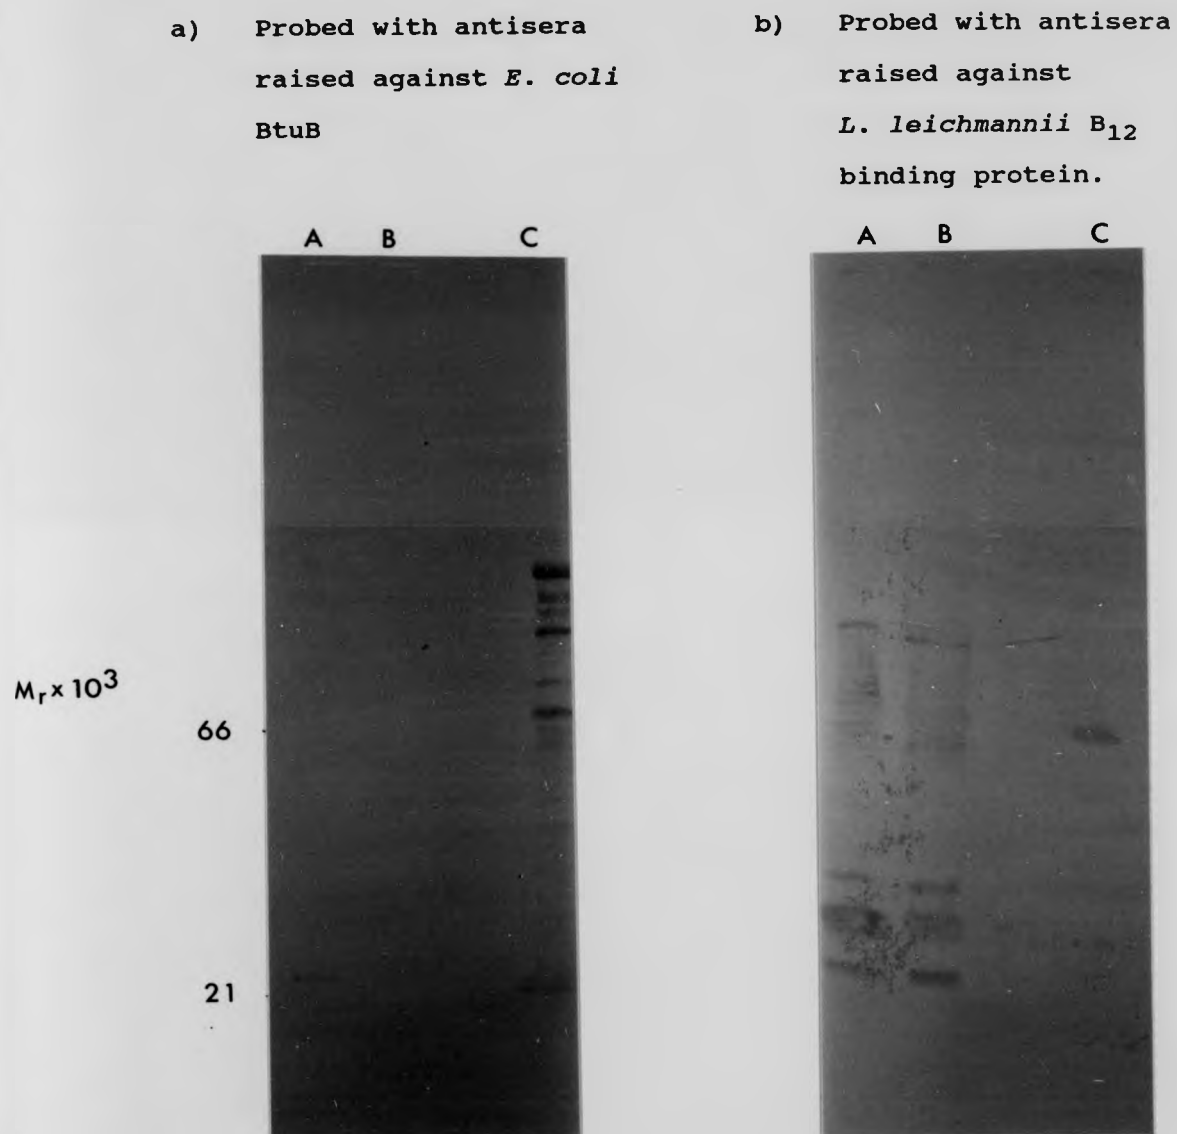 a) Probed with antisera
raised against E. coli
BtuB
b) Probed with antisera
raised against
L. leichmannii B₁₂
binding protein.
A B C
A B C
Mᵣ x 10³
66
21